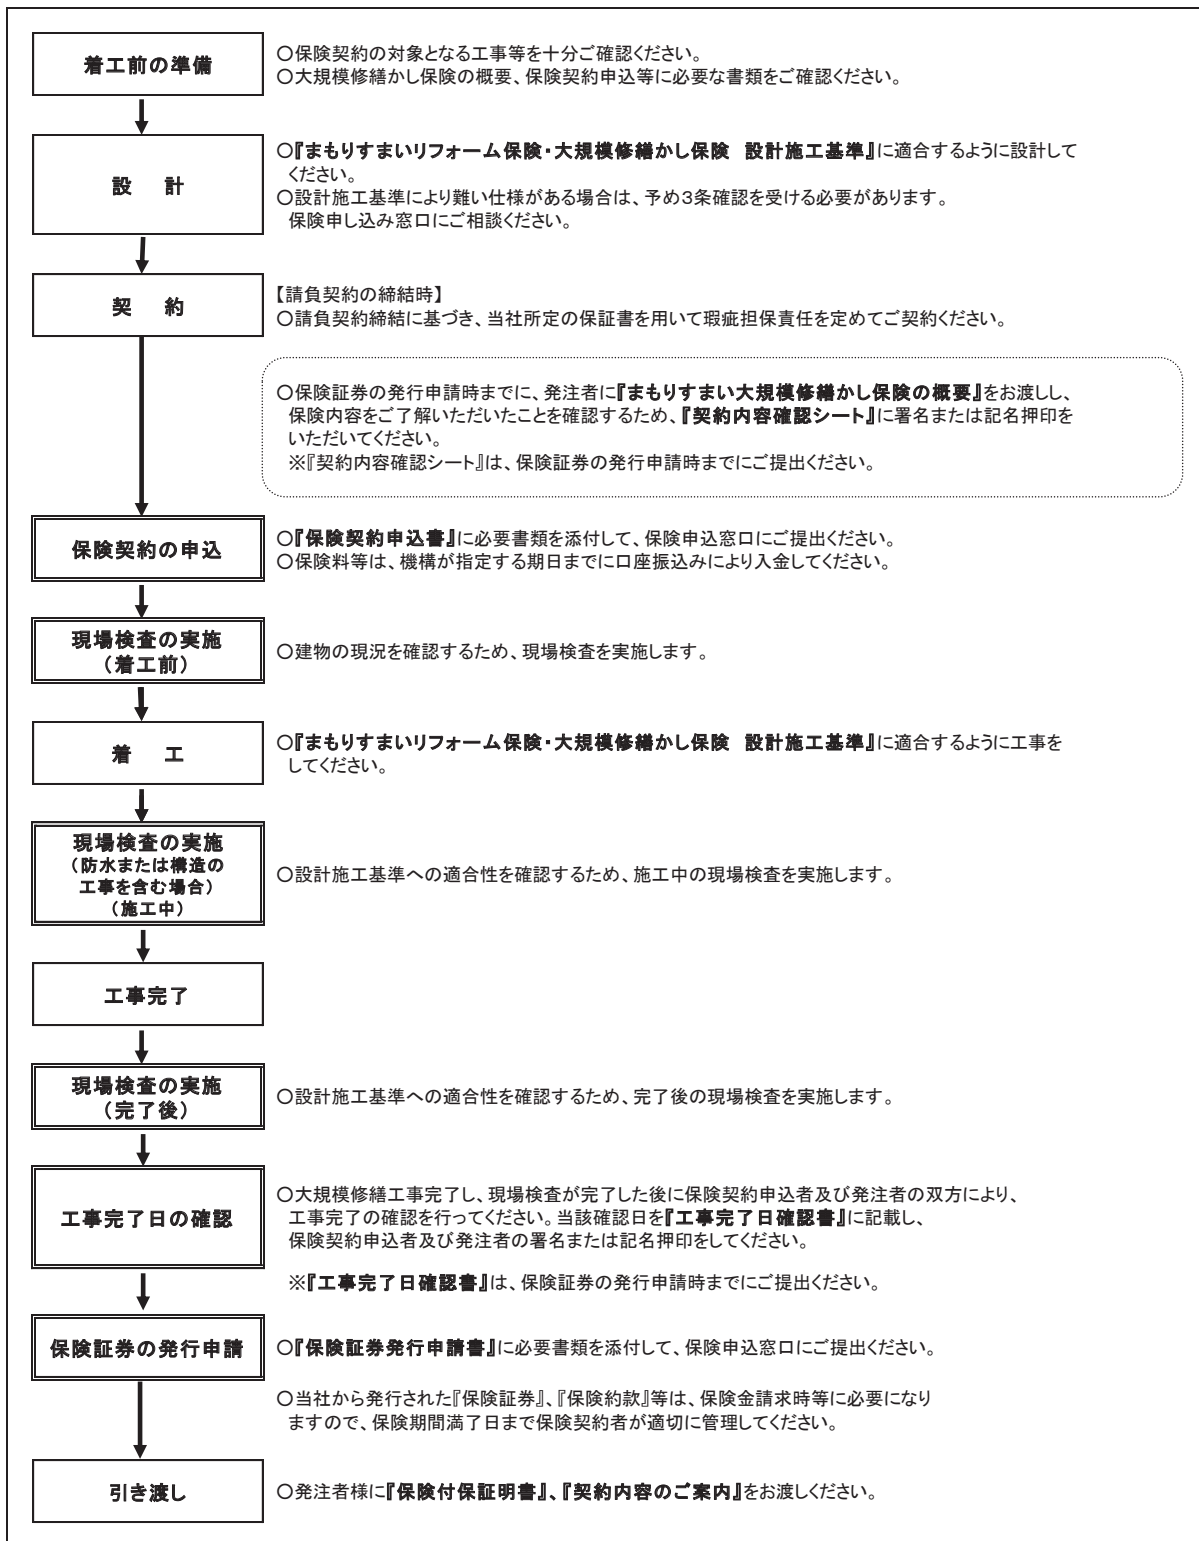 着工前の準備
〇保険契約の対象となる工事等を十分ご確認ください。
〇大規模修繕かし保険の概要、保険契約申込等に必要な書類をご確認ください。
設　計
〇『まもりすまいリフォーム保険・大規模修繕かし保険　設計施工基準』に適合するように設計して
ください。
〇設計施工基準により難い仕様がある場合は、予め3条確認を受ける必要があります。
保険申し込み窓口にご相談ください。
契　約
【請負契約の締結時】
〇請負契約締結に基づき、当社所定の保証書を用いて瑕疵担保責任を定めてご契約ください。
〇保険証券の発行申請時までに、発注者に『まもりすまい大規模修繕かし保険の概要』をお渡しし、
保険内容をご了解いただいたことを確認するため、『契約内容確認シート』に署名または記名押印を
いただいてください。
※『契約内容確認シート』は、保険証券の発行申請時までにご提出ください。
保険契約の申込
〇『保険契約申込書』に必要書類を添付して、保険申込窓口にご提出ください。
〇保険料等は、機構が指定する期日までに口座振込みにより入金してください。
現場検査の実施
（着工前）
〇建物の現況を確認するため、現場検査を実施します。
着　工
〇『まもりすまいリフォーム保険・大規模修繕かし保険　設計施工基準』に適合するように工事を
してください。
現場検査の実施
（防水または構造の
工事を含む場合）
（施工中）
〇設計施工基準への適合性を確認するため、施工中の現場検査を実施します。
工事完了
現場検査の実施
（完了後）
〇設計施工基準への適合性を確認するため、完了後の現場検査を実施します。
工事完了日の確認
〇大規模修繕工事完了し、現場検査が完了した後に保険契約申込者及び発注者の双方により、
工事完了の確認を行ってください。当該確認日を『工事完了日確認書』に記載し、
保険契約申込者及び発注者の署名または記名押印をしてください。
※『工事完了日確認書』は、保険証券の発行申請時までにご提出ください。
保険証券の発行申請
〇『保険証券発行申請書』に必要書類を添付して、保険申込窓口にご提出ください。
〇当社から発行された『保険証券』、『保険約款』等は、保険金請求時等に必要になり
ますので、保険期間満了日まで保険契約者が適切に管理してください。
引き渡し
〇発注者様に『保険付保証明書』、『契約内容のご案内』をお渡しください。